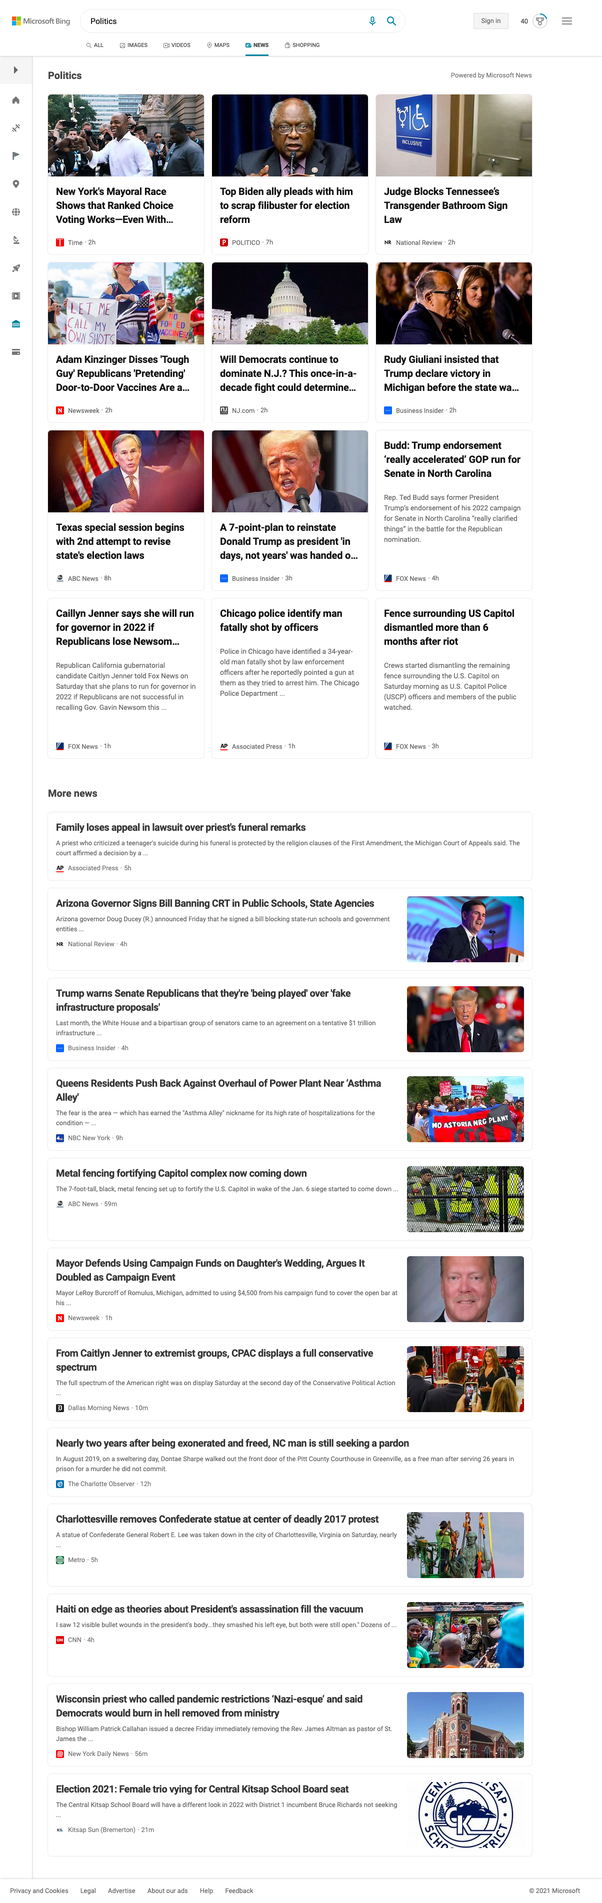 Microsoft Bing
Politics
Sign in
40
ALL
IMAGES
VIDEOS
MAPS
NEWS
SHOPPING
Politics
Powered by Microsoft News
New York's Mayoral Race
Shows that Ranked Choice
Voting Works—Even With...
Time · 2h
Top Biden ally pleads with him
to scrap filibuster for election
reform
POLITICO · 7h
INCLUSIVE
Judge Blocks Tennessee's
Transgender Bathroom Sign
Law
National Review · 2h
LET ME
CALL MY
OWN SHOTS
Adam Kinzinger Disses 'Tough
Guy' Republicans 'Pretending'
Door-to-Door Vaccines Are a...
Newsweek · 2h
Will Democrats continue to
dominate N.J.? This once-in-a-
decade fight could determine...
NJ.com · 2h
Rudy Giuliani insisted that
Trump declare victory in
Michigan before the state wa...
Business Insider · 2h
Texas special session begins
with 2nd attempt to revise
state's election laws
ABC News · 8h
A 7-point-plan to reinstate
Donald Trump as president 'in
days, not years' was handed o...
Business Insider · 3h
Budd: Trump endorsement
'really accelerated' GOP run for
Senate in North Carolina
Rep. Ted Budd says former President
Trump's endorsement of his 2022 campaign
for Senate in North Carolina "really clarified
things" in the battle for the Republican
nomination.
FOX News · 4h
Caillyn Jenner says she will run
for governor in 2022 if
Republicans lose Newsom...
Republican California gubernatorial
candidate Caitlyn Jenner told Fox News on
Saturday that she plans to run for governor in
2022 if Republicans are not successful in
recalling Gov. Gavin Newsom this ...
FOX News · 1h
Chicago police identify man
fatally shot by officers
Police in Chicago have identified a 34-year-
old man fatally shot by law enforcement
officers after he reportedly pointed a gun at
them as they tried to arrest him. The Chicago
Police Department ...
Associated Press · 1h
Fence surrounding US Capitol
dismantled more than 6
months after riot
Crews started dismantling the remaining
fence surrounding the U.S. Capitol on
Saturday morning as U.S. Capitol Police
(USCP) officers and members of the public
watched.
FOX News · 3h
More news
Family loses appeal in lawsuit over priest's funeral remarks
A priest who criticized a teenager's suicide during his funeral is protected by the religion clauses of the First Amendment, the Michigan Court of Appeals said. The
court affirmed a decision by a ...
Associated Press · 5h
Arizona Governor Signs Bill Banning CRT in Public Schools, State Agencies
Arizona governor Doug Ducey (R.) announced Friday that he signed a bill blocking state-run schools and government
entities ...
National Review · 4h
Trump warns Senate Republicans that they're 'being played' over 'fake
infrastructure proposals'
Last month, the White House and a bipartisan group of senators came to an agreement on a tentative $1 trillion
infrastructure ...
Business Insider · 4h
Queens Residents Push Back Against Overhaul of Power Plant Near 'Asthma
Alley'
The fear is the area — which has earned the "Asthma Alley" nickname for its high rate of hospitalizations for the
condition — ...
NBC New York · 9h
NO ASTORIA NRG PLANT
Metal fencing fortifying Capitol complex now coming down
The 7-foot-tall, black, metal fencing set up to fortify the U.S. Capitol in wake of the Jan. 6 siege started to come down ...
ABC News · 59m
Mayor Defends Using Campaign Funds on Daughter's Wedding, Argues It
Doubled as Campaign Event
Mayor LeRoy Burcroff of Romulus, Michigan, admitted to using $4,500 from his campaign fund to cover the open bar at
his ...
Newsweek · 1h
From Caitlyn Jenner to extremist groups, CPAC displays a full conservative
spectrum
The full spectrum of the American right was on display Saturday at the second day of the Conservative Political Action
...
Dallas Morning News · 10m
Nearly two years after being exonerated and freed, NC man is still seeking a pardon
In August 2019, on a sweltering day, Dontae Sharpe walked out the front door of the Pitt County Courthouse in Greenville, as a free man after serving 26 years in
prison for a murder he did not commit.
The Charlotte Observer · 12h
Charlottesville removes Confederate statue at center of deadly 2017 protest
A statue of Confederate General Robert E. Lee was taken down in the city of Charlottesville, Virginia on Saturday, nearly
...
Metro · 5h
Haiti on edge as theories about President's assassination fill the vacuum
I saw 12 visible bullet wounds in the president's body...they smashed his left eye, but both were still open." Dozens of ...
CNN · 4h
Wisconsin priest who called pandemic restrictions 'Nazi-esque' and said
Democrats would burn in hell removed from ministry
Bishop William Patrick Callahan issued a decree Friday immediately removing the Rev. James Altman as pastor of St.
James the ...
New York Daily News · 56m
Election 2021: Female trio vying for Central Kitsap School Board seat
The Central Kitsap School Board will have a different look in 2022 with District 1 incumbent Bruce Richards not seeking
...
Kitsap Sun (Bremerton) · 21m
Privacy and Cookies
Legal
Advertise
About our ads
Help
Feedback
© 2021 Microsoft